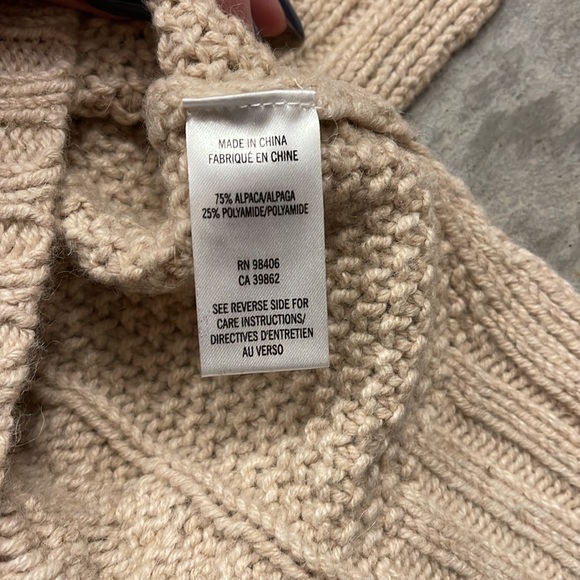 MADE IN CHINA
FABRIQUÉ EN CHINE
75% ALPACA/ALPAGA
25% POLYAMIDE/POLYAMIDE
RN 98406
CA 39862
SEE REVERSE SIDE FOR
CARE INSTRUCTIONS/
DIRECTIVES D'ENTRETIEN
AU VERSO